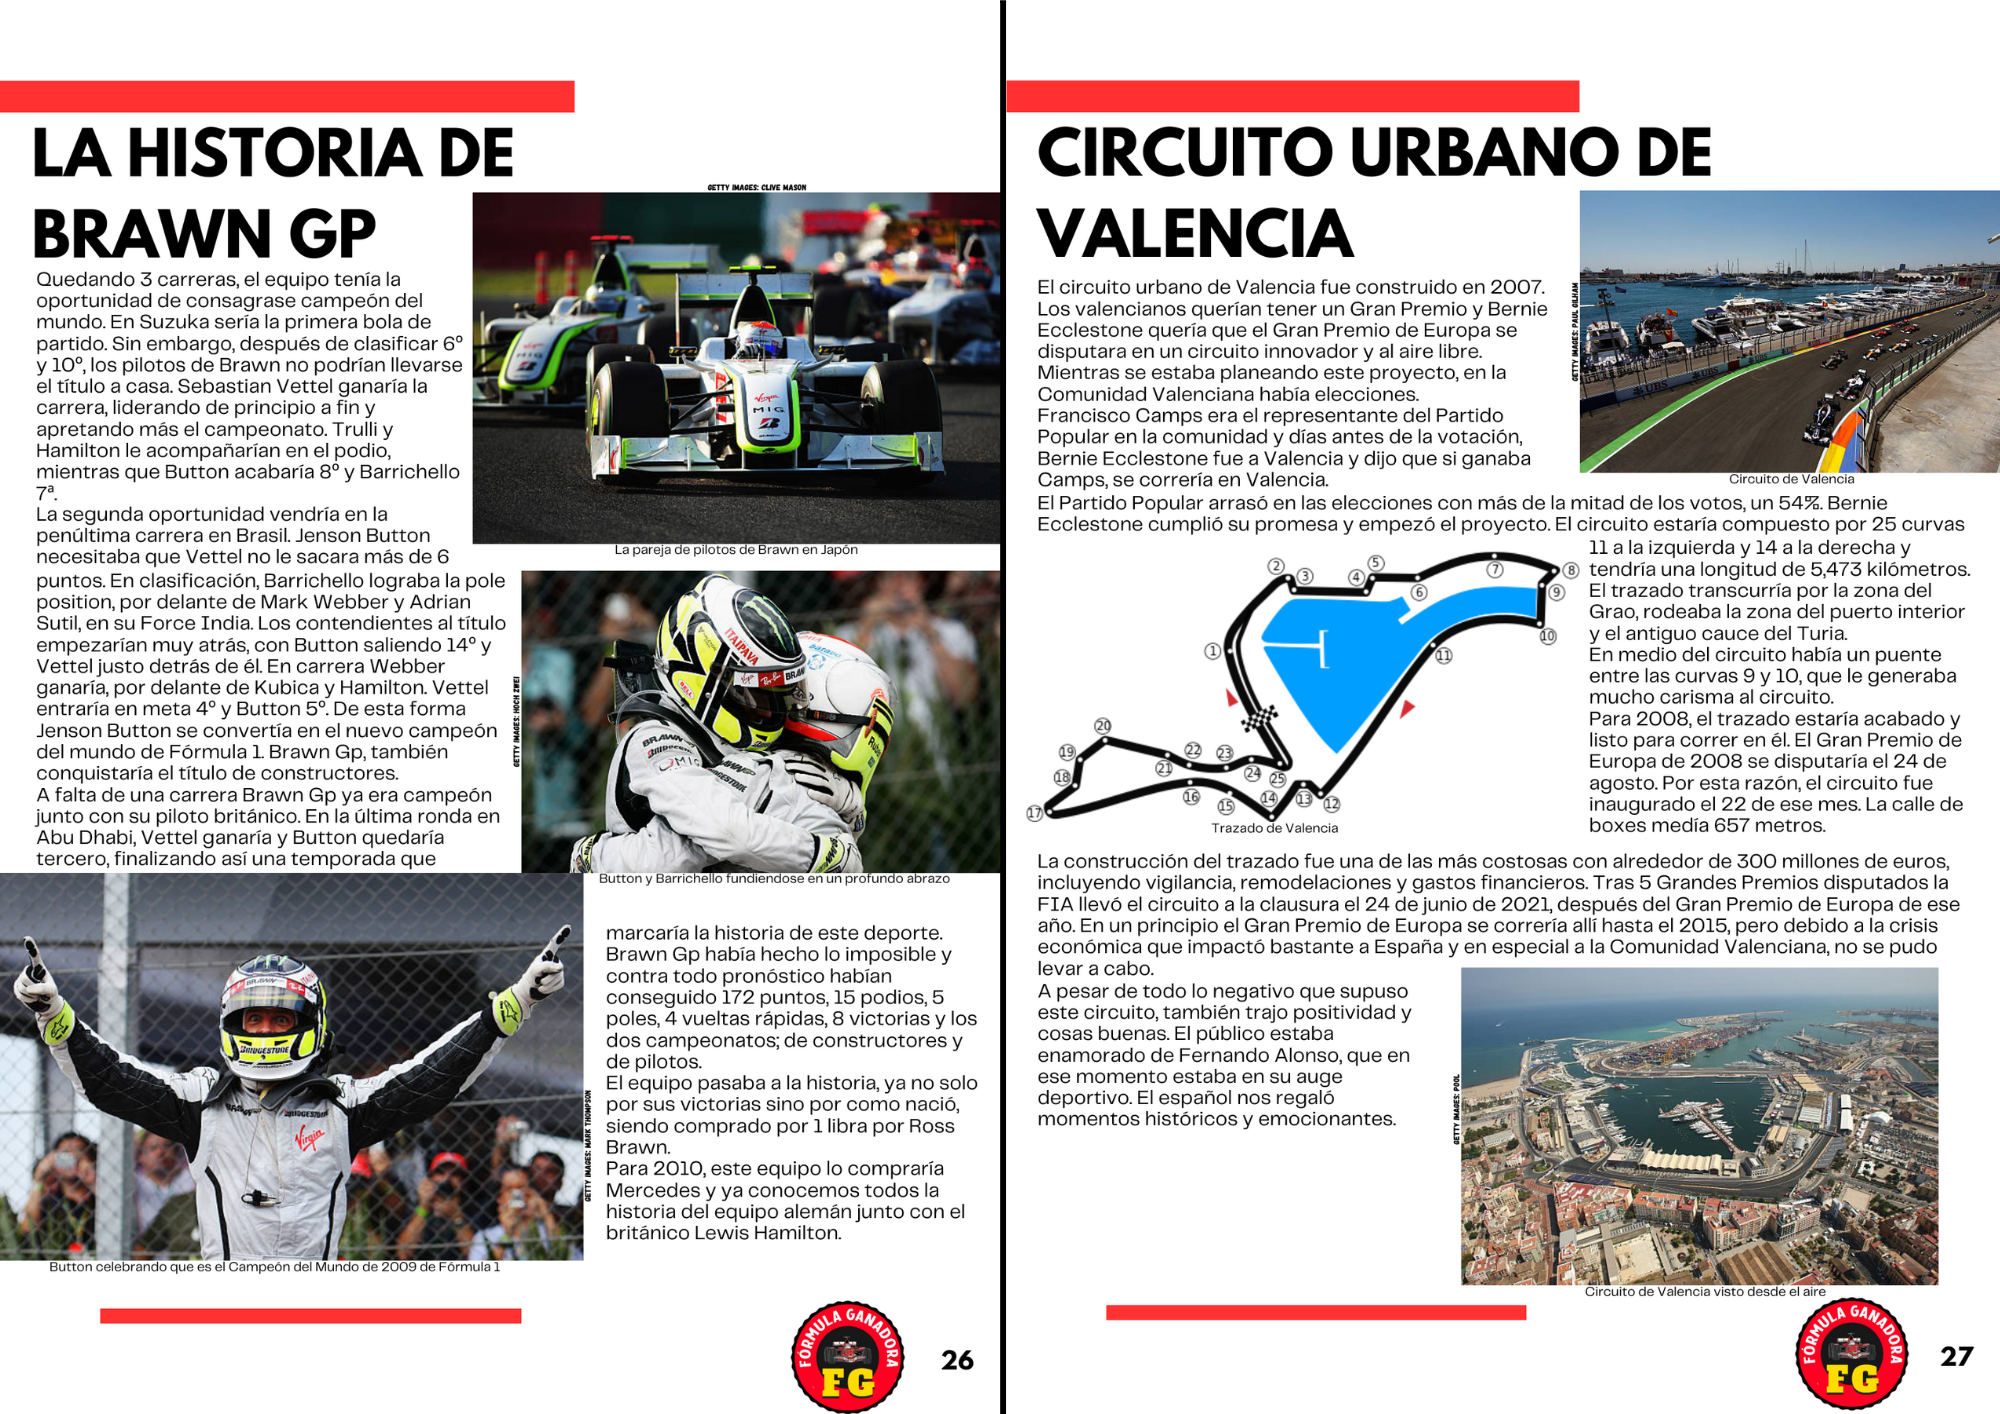 LA HISTORIA DE
BRAWN GP
GETTY IMAGES: CLIVE MASON
Quedando 3 carreras, el equipo tenía la
oportunidad de consagrase campeón del
mundo. En Suzuka sería la primera bola de
partido. Sin embargo, después de clasificar 6º
y 10º, los pilotos de Brawn no podrían llevarse
el título a casa. Sebastian Vettel ganaría la
carrera, liderando de principio a fin y
apretando más el campeonato. Trulli y
Hamilton le acompañarían en el podio,
mientras que Button acabaría 8º y Barrichello
7ª.
La segunda oportunidad vendría en la
penúltima carrera en Brasil. Jenson Button
necesitaba que Vettel no le sacara más de 6
puntos. En clasificación, Barrichello lograba la pole
position, por delante de Mark Webber y Adrian
Sutil, en su Force India. Los contendientes al título
empezarían muy atrás, con Button saliendo 14º y
Vettel justo detrás de él. En carrera Webber
ganaría, por delante de Kubica y Hamilton. Vettel
entraría en meta 4º y Button 5º. De esta forma
Jenson Button se convertía en el nuevo campeón
del mundo de Fórmula 1. Brawn Gp, también
conquistaría el título de constructores.
A falta de una carrera Brawn Gp ya era campeón
junto con su piloto británico. En la última ronda en
Abu Dhabi, Vettel ganaría y Button quedaría
tercero, finalizando así una temporada que
Virgin
MIG
MIG
La pareja de pilotos de Brawn en Japón
GETTY IMAGES: HOCH ZWEI
ITAIPAVA
Ray-Ban
BRAWN
BELL
Button y Barrichello fundiendose en un profundo abrazo
marcaría la historia de este deporte.
Brawn Gp había hecho lo imposible y
contra todo pronóstico habían
conseguido 172 puntos, 15 podios, 5
poles, 4 vueltas rápidas, 8 victorias y los
dos campeonatos; de constructores y
de pilotos.
El equipo pasaba a la historia, ya no solo
por sus victorias sino por como nació,
siendo comprado por 1 libra por Ross
Brawn.
Para 2010, este equipo lo compraría
Mercedes y ya conocemos todos la
historia del equipo alemán junto con el
británico Lewis Hamilton.
GETTY IMAGES: MARK THOMPSON
BRAWN
BRIDGESTONE
BRIDGESTONE
Virgin
Button celebrando que es el Campeón del Mundo de 2009 de Fórmula 1
FÓRMULA GANADORA
FG
26
CIRCUITO URBANO DE
VALENCIA
El circuito urbano de Valencia fue construido en 2007.
Los valencianos querían tener un Gran Premio y Bernie
Ecclestone quería que el Gran Premio de Europa se
disputara en un circuito innovador y al aire libre.
Mientras se estaba planeando este proyecto, en la
Comunidad Valenciana había elecciones.
Francisco Camps era el representante del Partido
Popular en la comunidad y días antes de la votación,
Bernie Ecclestone fue a Valencia y dijo que si ganaba
Camps, se correría en Valencia.
GETTY IMAGES: PAUL GILHAM
UBS
UBS
Circuito de Valencia
El Partido Popular arrasó en las elecciones con más de la mitad de los votos, un 54%. Bernie
Ecclestone cumplió su promesa y empezó el proyecto. El circuito estaría compuesto por 25 curvas
11 a la izquierda y 14 a la derecha y
tendría una longitud de 5,473 kilómetros.
El trazado transcurría por la zona del
Grao, rodeaba la zona del puerto interior
y el antiguo cauce del Turia.
En medio del circuito había un puente
entre las curvas 9 y 10, que le generaba
mucho carisma al circuito.
Para 2008, el trazado estaría acabado y
listo para correr en él. El Gran Premio de
Europa de 2008 se disputaría el 24 de
agosto. Por esta razón, el circuito fue
inaugurado el 22 de ese mes. La calle de
boxes medía 657 metros.
1
2
3
4
5
6
7
8
9
10
11
12
13
14
15
16
17
18
19
20
21
22
23
24
25
Trazado de Valencia
La construcción del trazado fue una de las más costosas con alrededor de 300 millones de euros,
incluyendo vigilancia, remodelaciones y gastos financieros. Tras 5 Grandes Premios disputados la
FIA llevó el circuito a la clausura el 24 de junio de 2021, después del Gran Premio de Europa de ese
año. En un principio el Gran Premio de Europa se correría allí hasta el 2015, pero debido a la crisis
económica que impactó bastante a España y en especial a la Comunidad Valenciana, no se pudo
levar a cabo.
A pesar de todo lo negativo que supuso
este circuito, también trajo positividad y
cosas buenas. El público estaba
enamorado de Fernando Alonso, que en
ese momento estaba en su auge
deportivo. El español nos regaló
momentos históricos y emocionantes.
GETTY IMAGES: POOL
Circuito de Valencia visto desde el aire
FÓRMULA GANADORA
FG
27